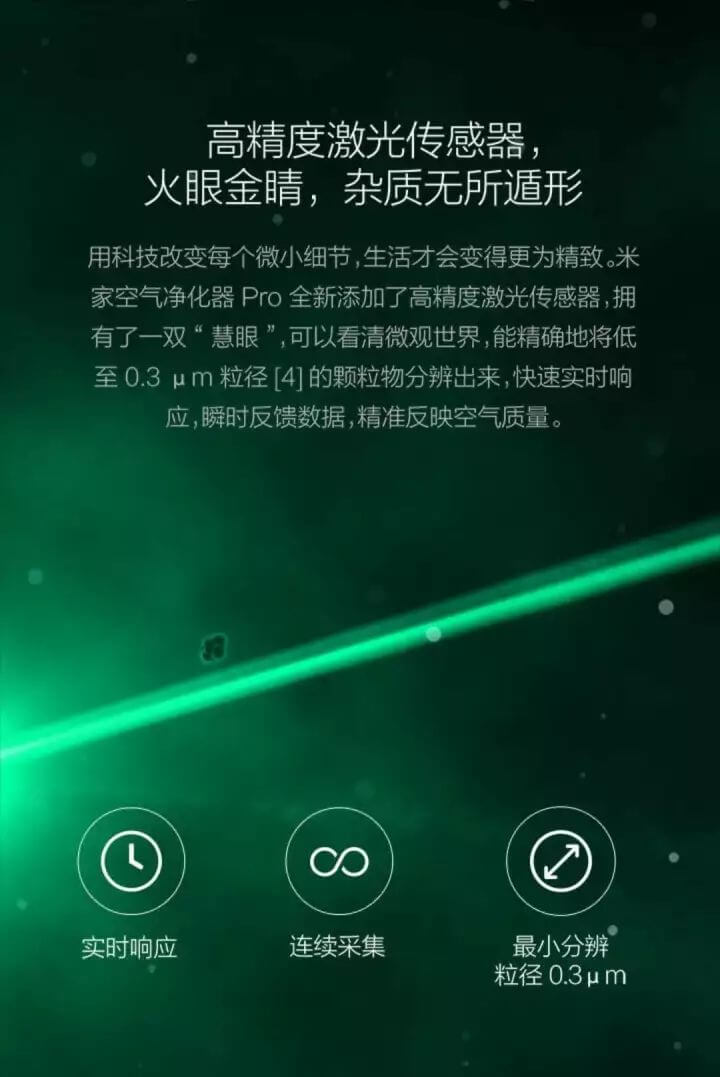 高精度激光传感器，
火眼金睛，杂质无所遁形
用科技改变每个微小细节，生活才会变得更为精致。米
家空气净化器 Pro 全新添加了高精度激光传感器，拥
有了一双“慧眼”，可以看清微观世界，能精确地将低
至 0.3 μm 粒径 [4] 的颗粒物分辨出来，快速实时响
应，瞬时反馈数据，精准反映空气质量。
实时响应
连续采集
最小分辨
粒径 0.3μm